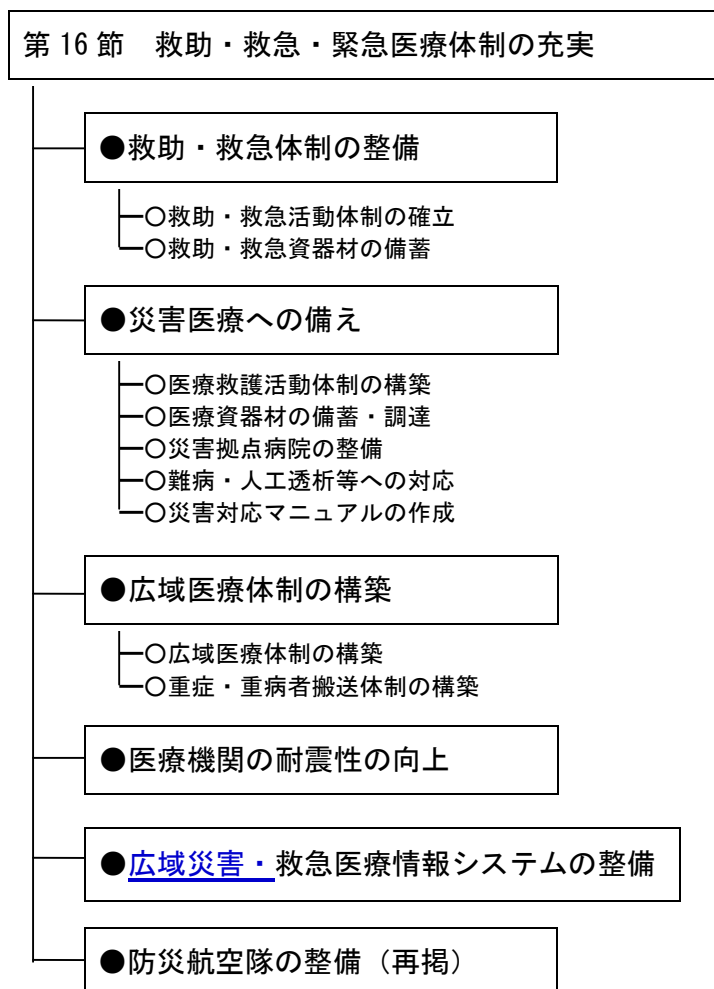 第16節　救助・救急・緊急医療体制の充実
●救助・救急体制の整備
○救助・救急活動体制の確立
○救助・救急資器材の備蓄
●災害医療への備え
○医療救護活動体制の構築
○医療資器材の備蓄・調達
○災害拠点病院の整備
○難病・人工透析等への対応
○災害対応マニュアルの作成
●広域医療体制の構築
○広域医療体制の構築
○重症・重病者搬送体制の構築
●医療機関の耐震性の向上
●広域災害・救急医療情報システムの整備
●防災航空隊の整備（再掲）